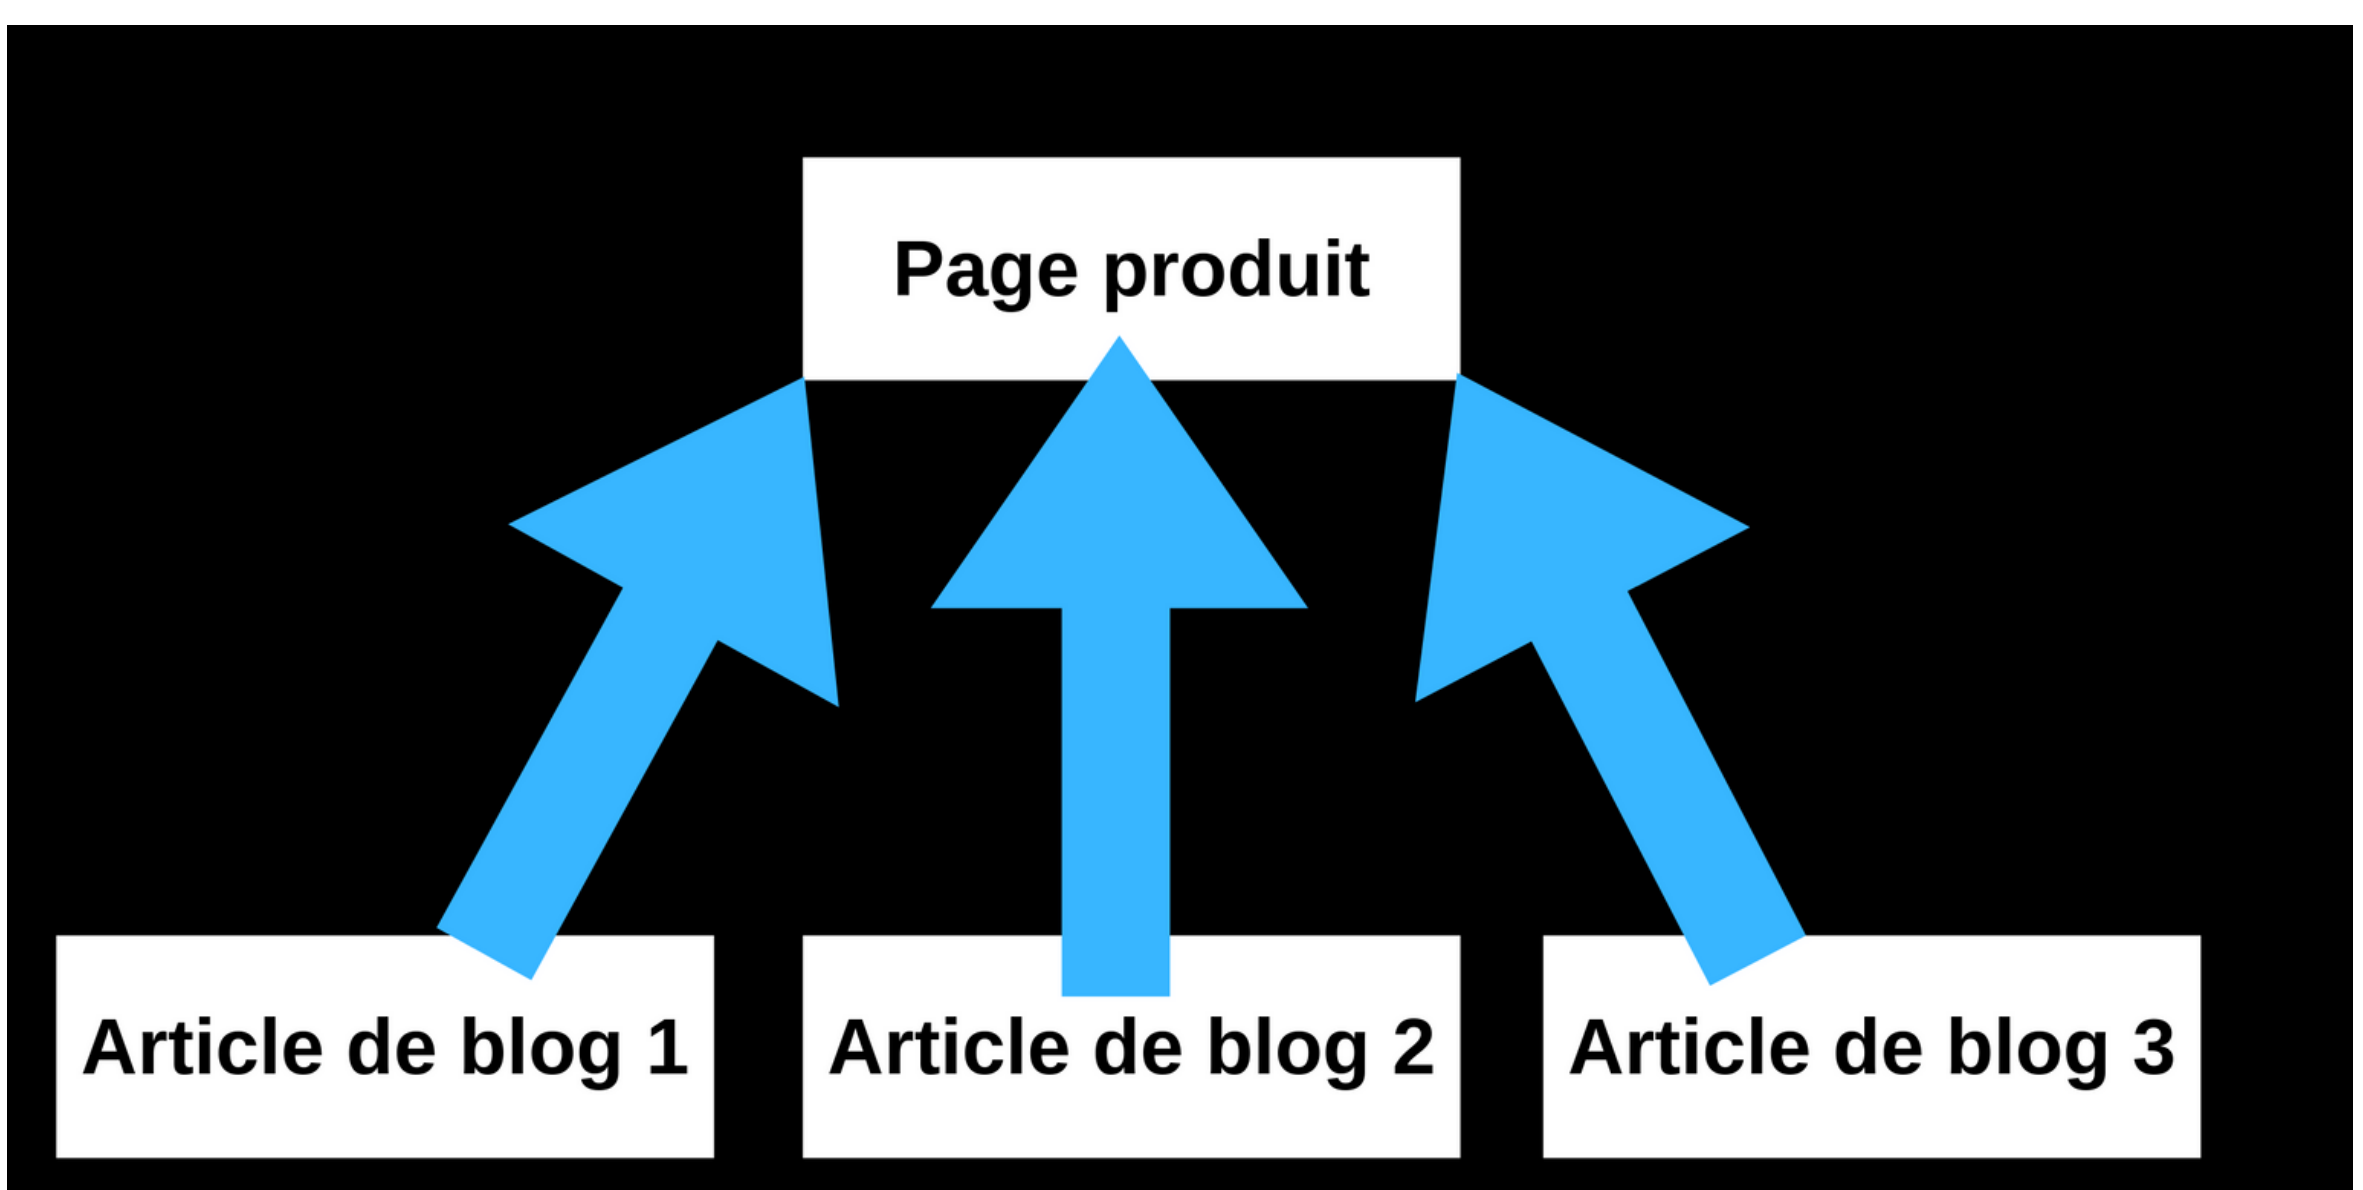 Page produit
Article de blog 1
Article de blog 2
Article de blog 3